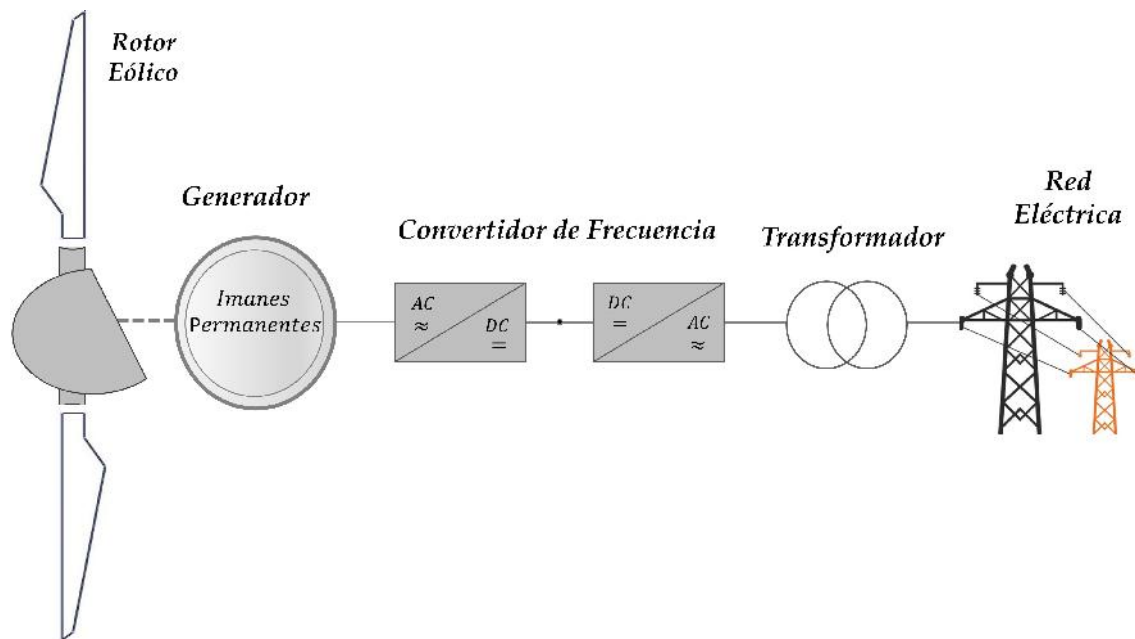 Rotor
Eólico
Generador
Imanes
Permanentes
Convertidor de Frecuencia
AC
≈
DC
=
DC
=
AC
≈
Transformador
Red
Eléctrica